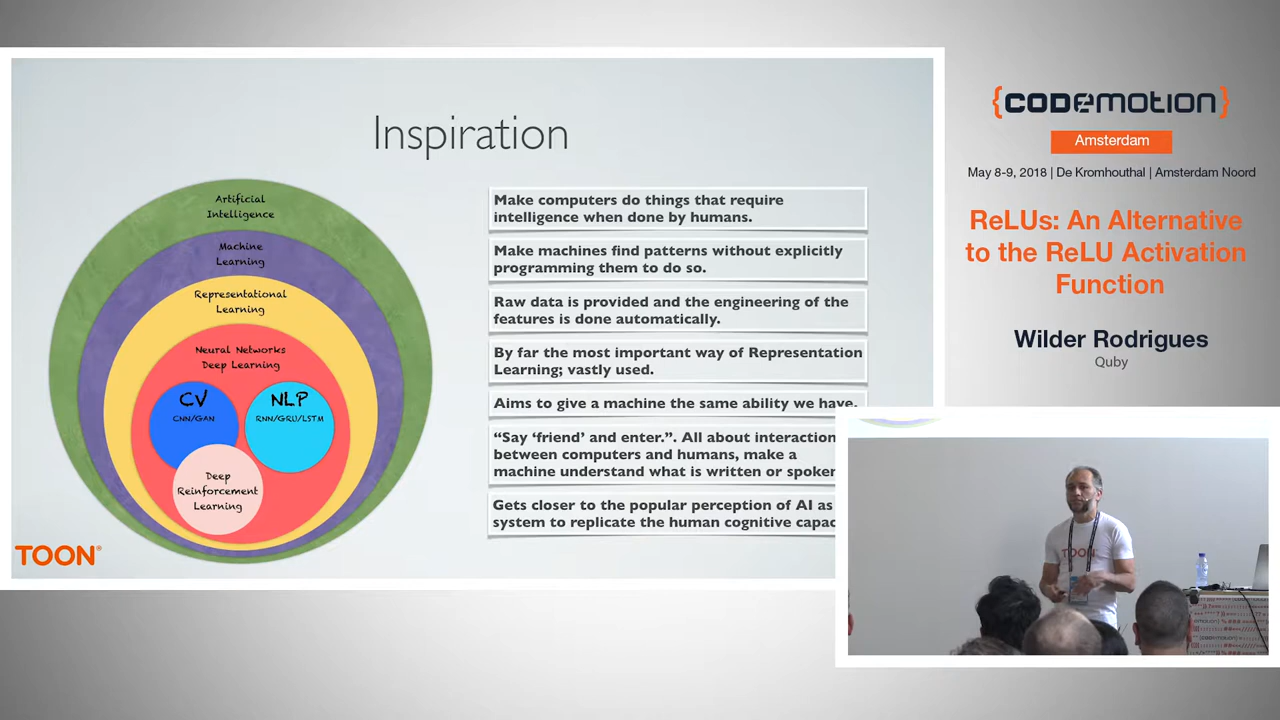 Inspiration
Artificial
Intelligence
Machine
Learning
Representational
Learning
Neural Networks
Deep Learning
CV
CNN/GAN
NLP
RNN/GRU/LSTM
Deep
Reinforcement
Learning
Make computers do things that require
intelligence when done by humans.
Make machines find patterns without explicitly
programming them to do so.
Raw data is provided and the engineering of the
features is done automatically.
By far the most important way of Representation
Learning; vastly used.
Aims to give a machine the same ability we have.
“Say ‘friend’ and enter.”. All about interaction
between computers and humans, make a
machine understand what is written or spoken
Gets closer to the popular perception of AI as
system to replicate the human cognitive capac
TOON®
{CODEMOTION}
Amsterdam
May 8-9, 2018 | De Kromhouthal | Amsterdam Noord
ReLUs: An Alternative
to the ReLU Activation
Function
Wilder Rodrigues
Quby
TOON